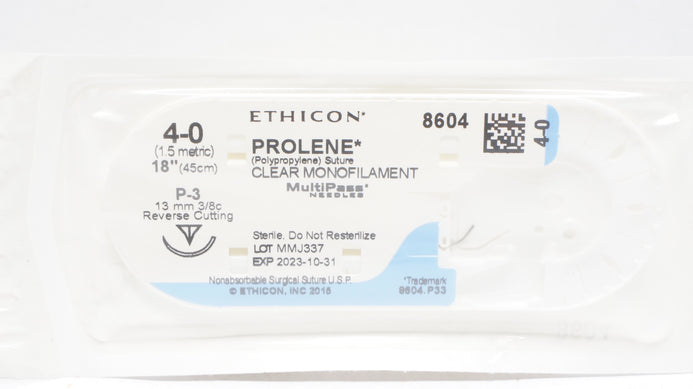 ETHICON*
8604
4-0
4-0
(1.5 metric)
18" (45cm)
PROLENE*
(Polypropylene) Suture
CLEAR MONOFILAMENT
MultiPass*
NEEDLES
P-3
13 mm 3/8c
Reverse Cutting
Sterile. Do Not Resterilize
LOT MMJ337
EXP 2023-10-31
Nonabsorbable Surgical Suture U.S.P.
© ETHICON, INC 2015
*Trademark
8604.P33